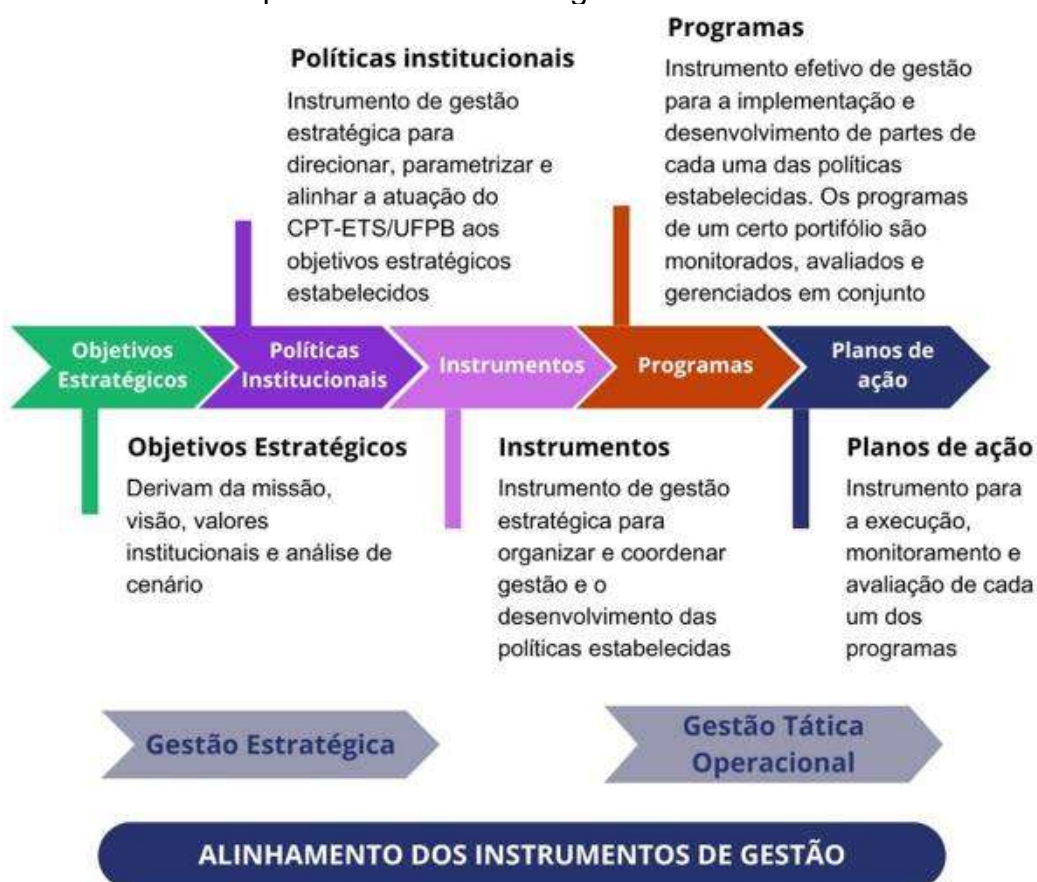 Programas
Instrumento efetivo de gestão
para a implementação e
desenvolvimento de partes de
cada uma das políticas
estabelecidas. Os programas
de um certo portifólio são
monitorados, avaliados e
gerenciados em conjunto
Políticas institucionais
Instrumento de gestão
estratégica para
direcionar, parametrizar e
alinhar a atuação do
CPT-ETS/UFPB aos
objetivos estratégicos
estabelecidos
Objetivos
Estratégicos
Políticas
Institucionais
Instrumentos
Programas
Planos de
ação
Objetivos Estratégicos
Derivam da missão,
visão, valores
institucionais e análise de
cenário
Instrumentos
Instrumento de gestão
estratégica para
organizar e coordenar
gestão e o
desenvolvimento das
políticas estabelecidas
Planos de ação
Instrumento para
a execução,
monitoramento e
avaliação de cada
um dos
programas
Gestão Estratégica
Gestão Tática
Operacional
ALINHAMENTO DOS INSTRUMENTOS DE GESTÃO